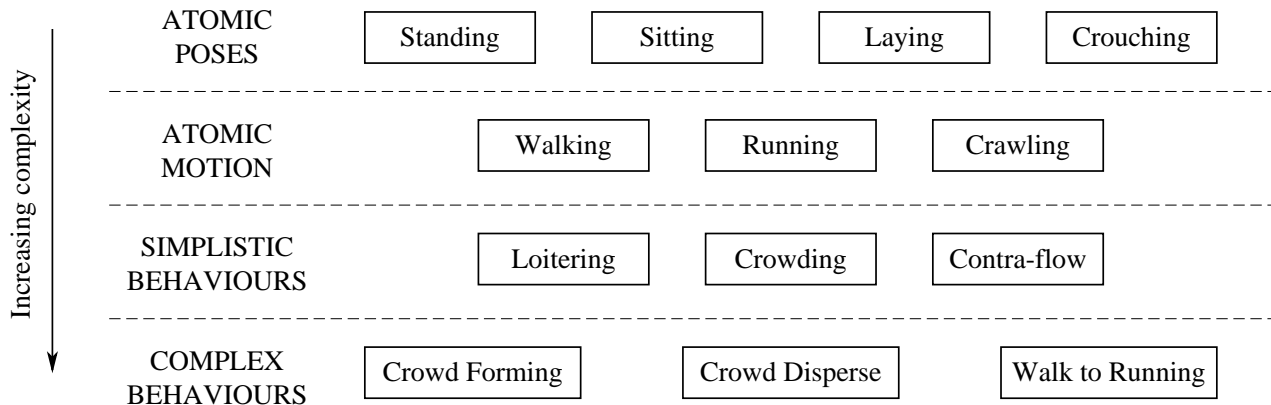 Increasing complexity
ATOMIC
POSES
Standing
Sitting
Laying
Crouching
ATOMIC
MOTION
Walking
Running
Crawling
SIMPLISTIC
BEHAVIOURS
Loitering
Crowding
Contra-flow
COMPLEX
BEHAVIOURS
Crowd Forming
Crowd Disperse
Walk to Running